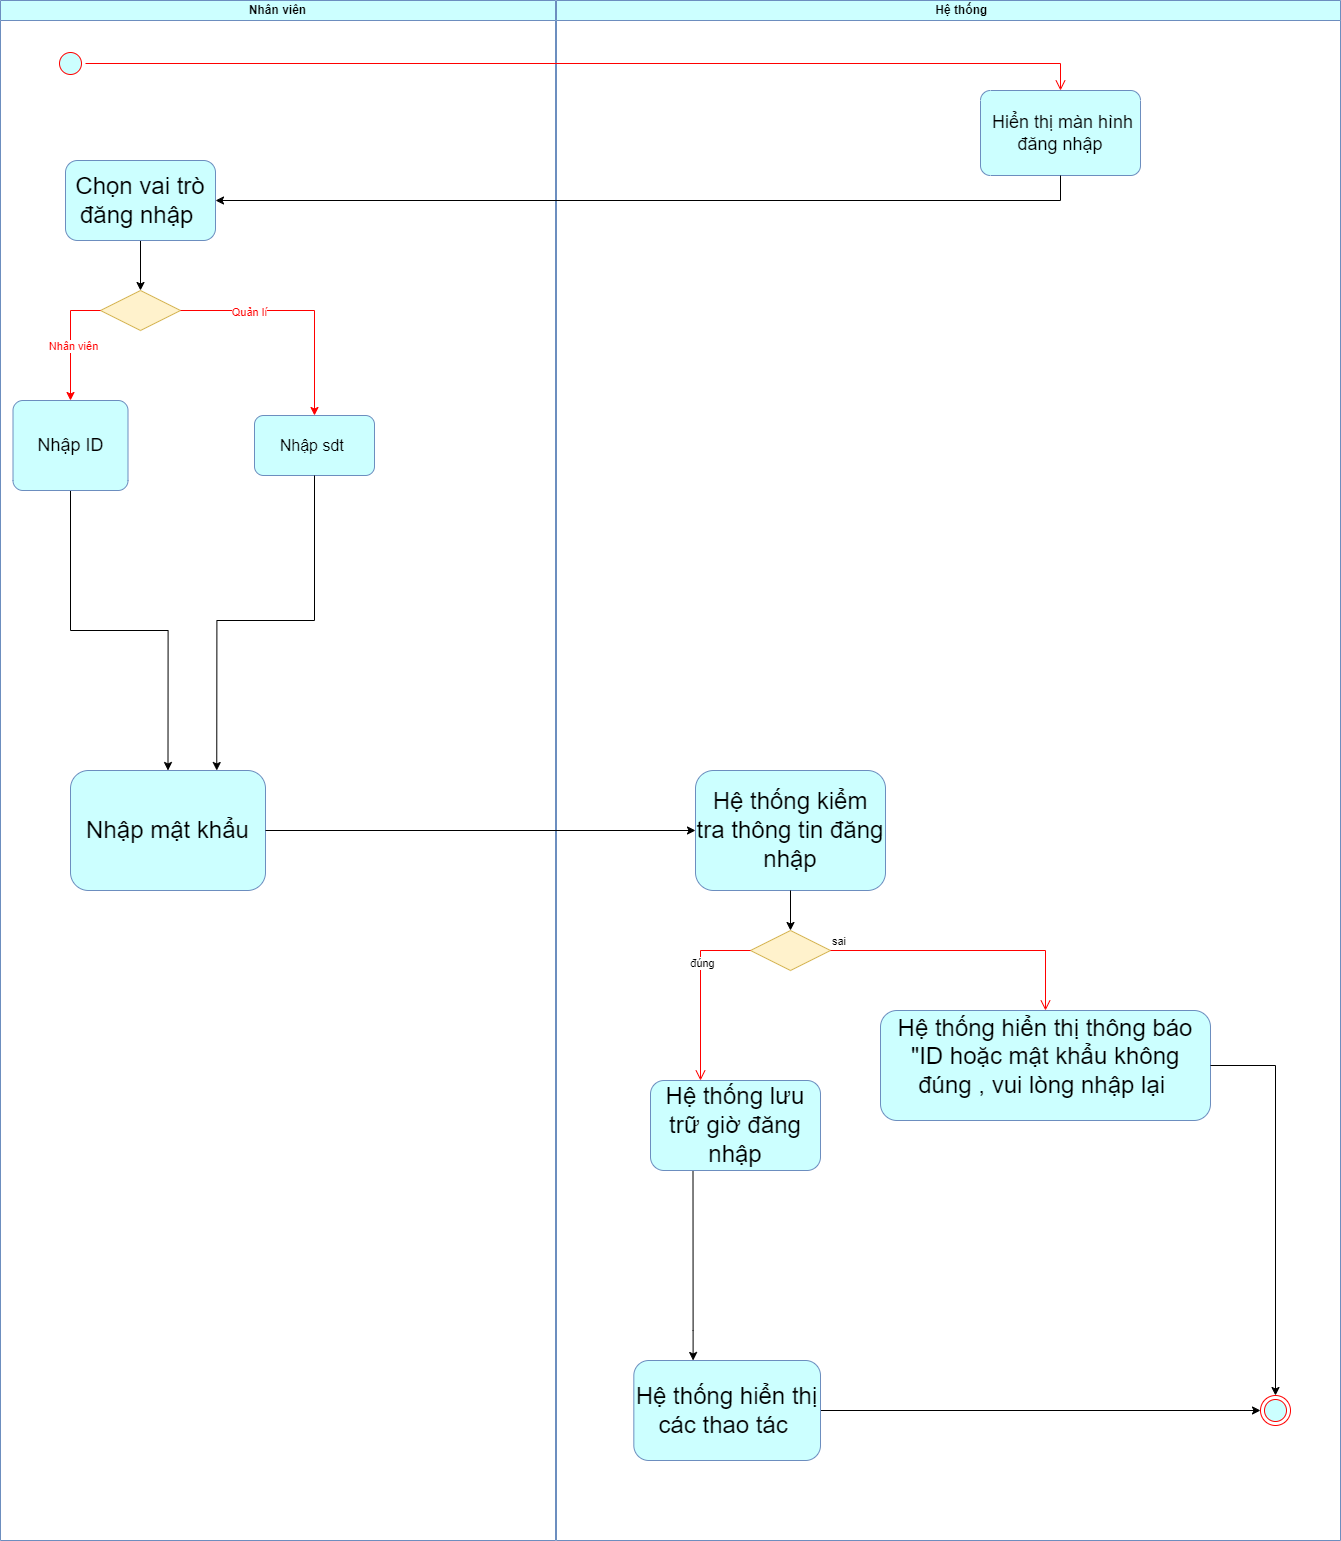 Nhân viên
Hệ thống
Hiển thị màn hình
đăng nhập
Chọn vai trò
đăng nhập
Quản lí
Nhân viên
Nhập ID
Nhập sdt
Nhập mật khẩu
Hệ thống kiểm
tra thông tin đăng
nhập
sai
đúng
Hệ thống hiển thị thông báo
"ID hoặc mật khẩu không
đúng , vui lòng nhập lại
Hệ thống lưu
trữ giờ đăng
nhập
Hệ thống hiển thị
các thao tác